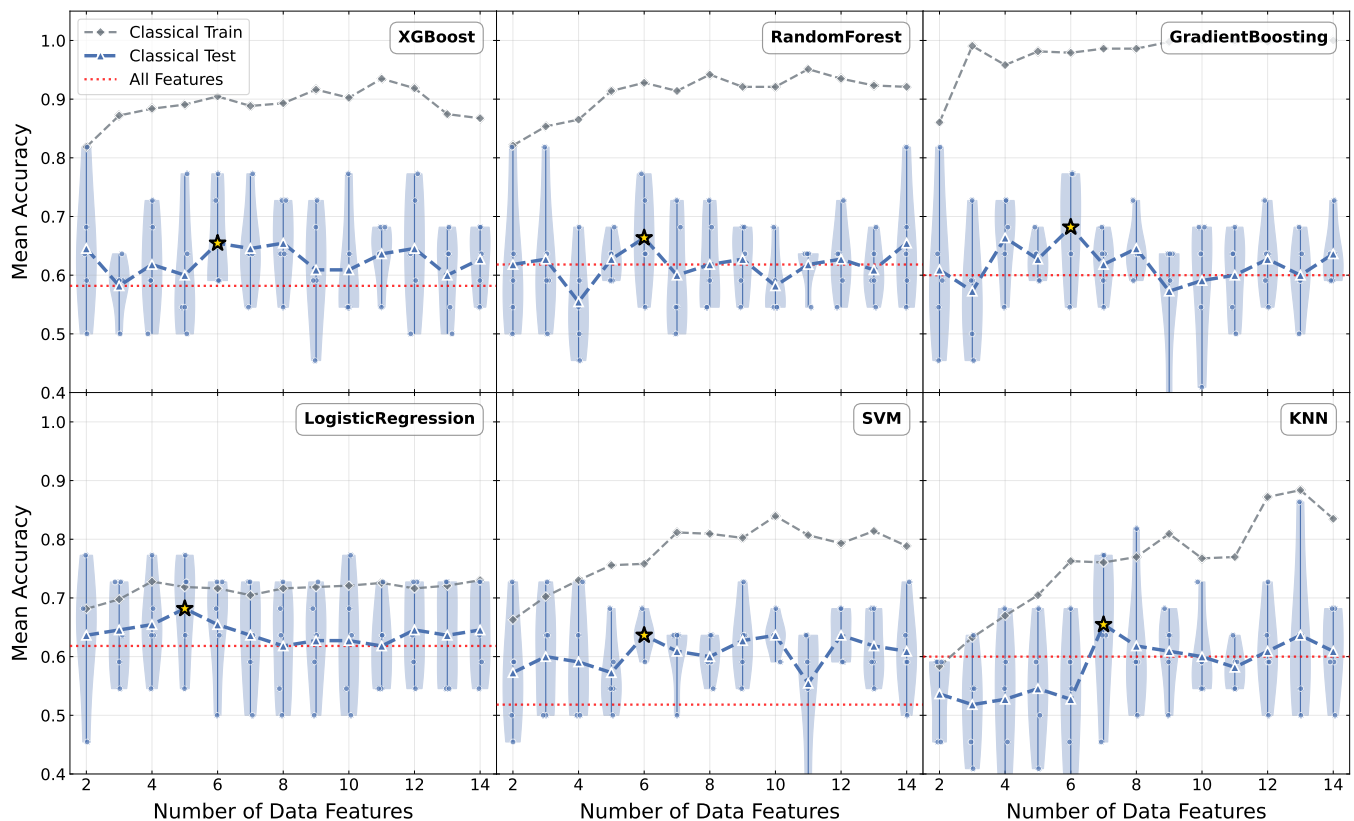 Classical Train
Classical Test
All Features
XGBoost
RandomForest
GradientBoosting
Mean Accuracy
1.0
0.9
0.8
0.7
0.6
0.5
0.4
LogisticRegression
SVM
KNN
Mean Accuracy
1.0
0.9
0.8
0.7
0.6
0.5
0.4
2 4 6 8 10 12 14
2 4 6 8 10 12 14
2 4 6 8 10 12 14
Number of Data Features
Number of Data Features
Number of Data Features